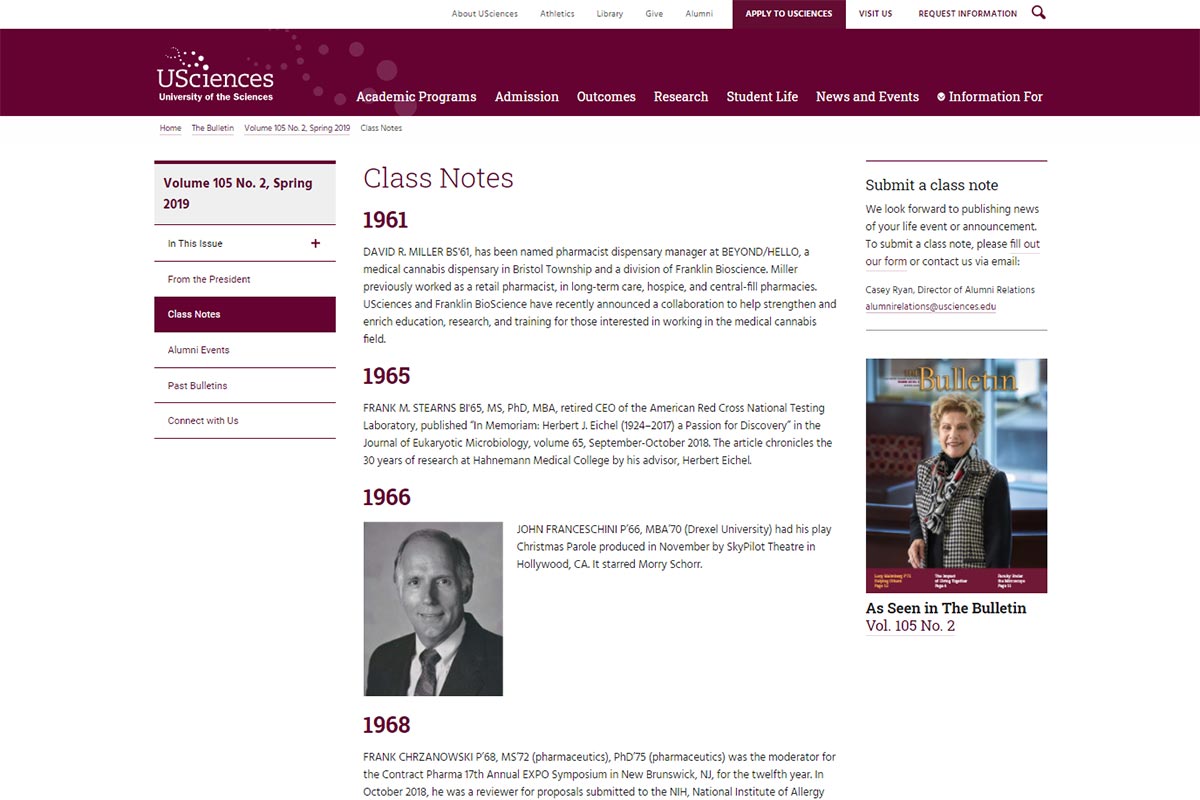 About USciences Athletics Library Give Alumni APPLY TO USCIENCES VISIT US REQUEST INFORMATION
USciences
University of the Sciences
Academic Programs Admission Outcomes Research Student Life News and Events Information For
Home The Bulletin Volume 105 No. 2, Spring 2019 Class Notes
Volume 105 No. 2, Spring
2019
In This Issue +
From the President
Class Notes
Alumni Events
Past Bulletins
Connect with Us
Class Notes
1961
DAVID R. MILLER BS'61, has been named pharmacist dispensary manager at BEYOND/HELLO, a
medical cannabis dispensary in Bristol Township and a division of Franklin Bioscience. Miller
previously worked as a retail pharmacist, in long-term care, hospice, and central-fill pharmacies.
USciences and Franklin BioScience have recently announced a collaboration to help strengthen and
enrich education, research, and training for those interested in working in the medical cannabis
field.
1965
FRANK M. STEARNS BI'65, MS, PhD, MBA, retired CEO of the American Red Cross National Testing
Laboratory, published "In Memoriam: Herbert J. Eichel (1924–2017) a Passion for Discovery" in the
Journal of Eukaryotic Microbiology, volume 65, September-October 2018. The article chronicles the
30 years of research at Hahnemann Medical College by his advisor, Herbert Eichel.
1966
JOHN FRANCESCHINI P'66, MBA'70 (Drexel University) had his play
Christmas Parole produced in November by SkyPilot Theatre in
Hollywood, CA. It starred Morry Schorr.
1968
FRANK CHRZANOWSKI P'68, MS'72 (pharmaceutics), PhD'75 (pharmaceutics) was the moderator for
the Contract Pharma 17th Annual EXPO Symposium in New Brunswick, NJ, for the twelfth year. In
October 2018, he was a reviewer for proposals submitted to the NIH, National Institute of Allergy
Submit a class note
We look forward to publishing news
of your life event or announcement.
To submit a class note, please fill out
our form or contact us via email:
Casey Ryan, Director of Alumni Relations
alumnirelations@usciences.edu
the Bulletin
As Seen in The Bulletin
Vol. 105 No. 2